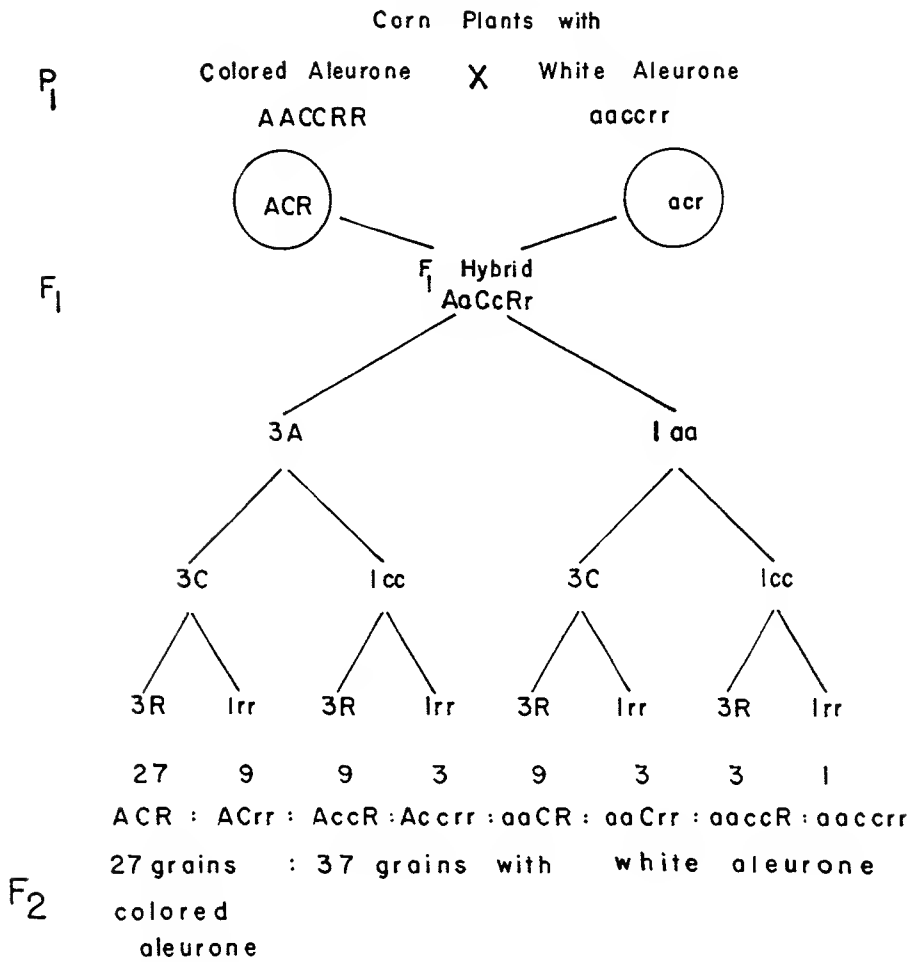 Corn Plants with
P1 Colored Aleurone X White Aleurone
AACCRR aaccrr
ACR acr
F1 Hybrid
F1 AaCcRr
3A 1aa
3C 1cc 3C 1cc
3R 1rr 3R 1rr 3R 1rr 3R 1rr
27 9 9 3 9 3 3 1
ACR : ACrr : AccR : Accrr : aaCR : aaCrr : aaccR : aaccrr
27 grains : 37 grains with white aleurone
F2
colored
aleurone